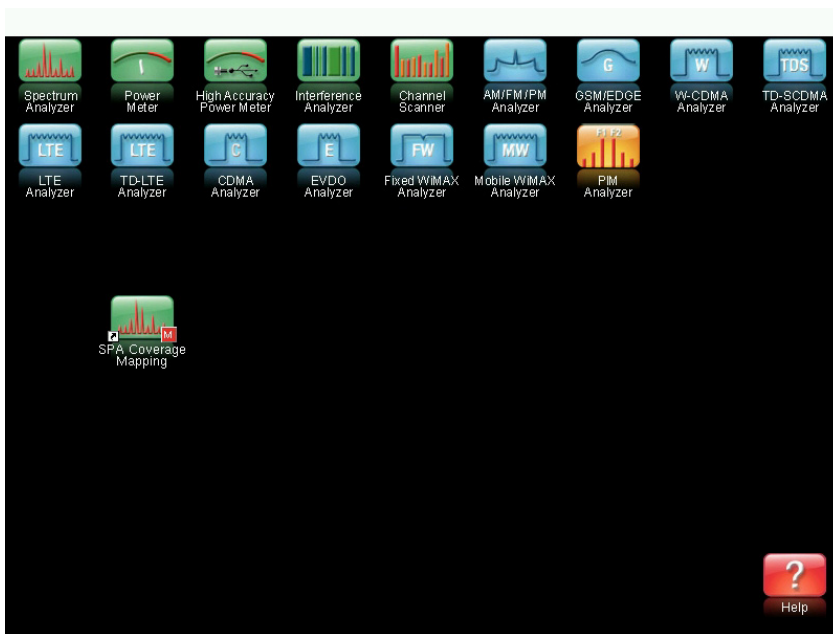 W
TDS
G
Spectrum Analyzer
Power Meter
High Accuracy Power Meter
Interference Analyzer
Channel Scanner
AM/FM/PM Analyzer
GSM/EDGE Analyzer
W-CDMA Analyzer
TD-SCDMA Analyzer
F1 F2
LTE
LTE
C
E
FW
MW
LTE Analyzer
TD-LTE Analyzer
CDMA Analyzer
EVDO Analyzer
Fixed WiMAX Analyzer
Mobile WiMAX Analyzer
PIM Analyzer
M
SPA Coverage
Mapping
?
Help